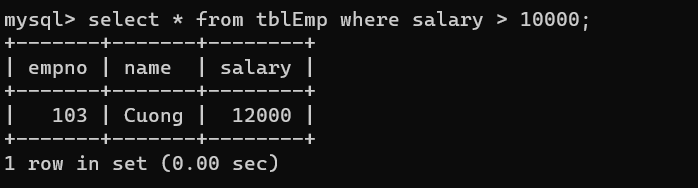 mysql> select * from tblEmp where salary > 10000;
+-------+-------+--------+
| empno | name  | salary |
+-------+-------+--------+
|   103 | Cuong |  12000 |
+-------+-------+--------+
1 row in set (0.00 sec)